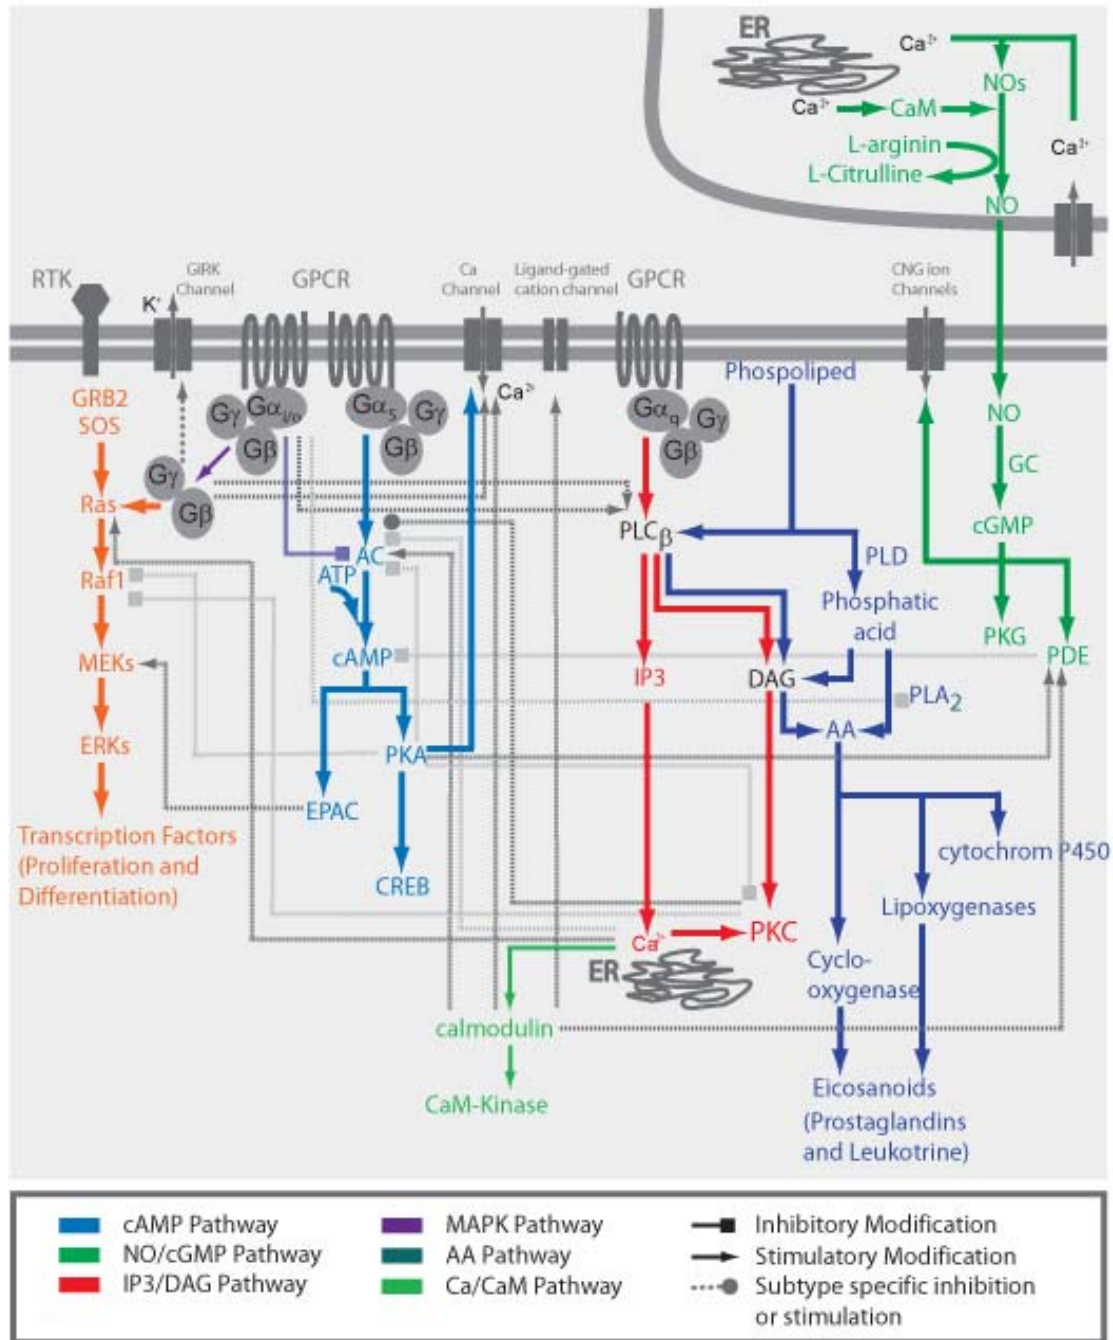 ER
Ca²⁺
NOs
Ca²⁺
CaM
L-arginin
L-Citrulline
Ca²⁺
NO
RTK
GIRK
Channel
K⁺
GPCR
Ca
Channel
Ligand-gated
cation channel
GPCR
CNG ion
Channels
GRB2
SOS
Gγ
Gαi/o
Gβ
Gαs
Gγ
Gβ
Ca²⁺
Gαq
Gγ
Gβ
Phospoliped
NO
GC
cGMP
Gγ
Gβ
Ras
Raf1
MEKs
ERKs
Transcription Factors
(Proliferation and
Differentiation)
AC
ATP
cAMP
PKA
EPAC
CREB
PLCβ
PLD
Phosphatic
acid
PKG
PDE
IP3
DAG
PLA2
AA
cytochrom P450
Lipoxygenases
Ca²⁺
PKC
ER
Cyclo-
oxygenase
calmodulin
CaM-Kinase
Eicosanoids
(Prostaglandins
and Leukotrine)
cAMP Pathway
NO/cGMP Pathway
IP3/DAG Pathway
MAPK Pathway
AA Pathway
Ca/CaM Pathway
Inhibitory Modification
Stimulatory Modification
Subtype specific inhibition
or stimulation